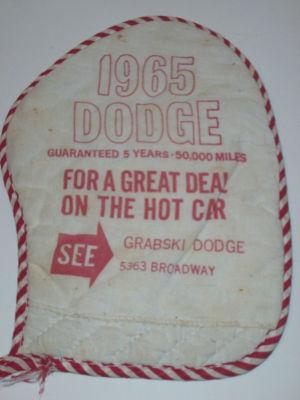 1965
DODGE
GUARANTEED 5 YEARS - 50,000 MILES
FOR A GREAT DEAL
ON THE HOT CAR
SEE
GRABSKI DODGE
5363 BROADWAY